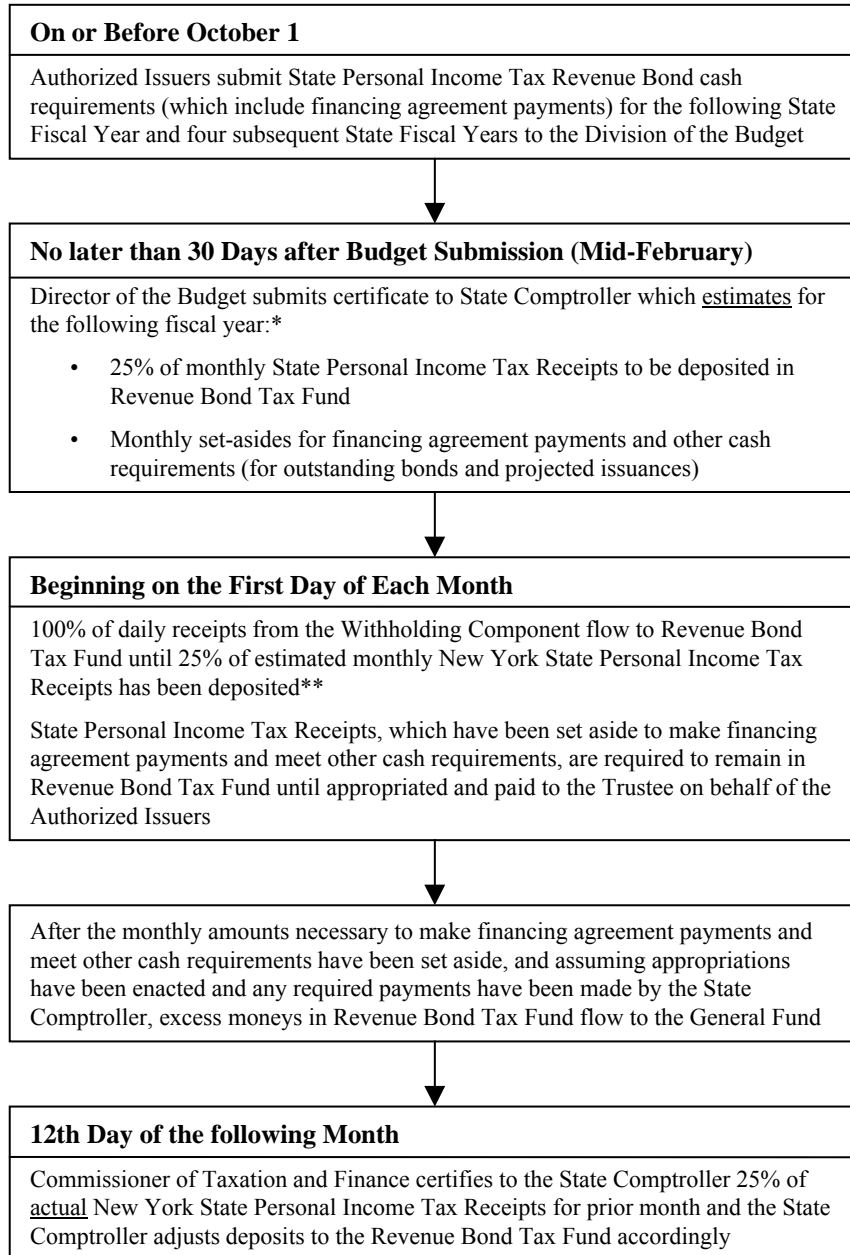 On or Before October 1
Authorized Issuers submit State Personal Income Tax Revenue Bond cash
requirements (which include financing agreement payments) for the following State
Fiscal Year and four subsequent State Fiscal Years to the Division of the Budget
No later than 30 Days after Budget Submission (Mid-February)
Director of the Budget submits certificate to State Comptroller which estimates for
the following fiscal year:*
• 25% of monthly State Personal Income Tax Receipts to be deposited in
Revenue Bond Tax Fund
• Monthly set-asides for financing agreement payments and other cash
requirements (for outstanding bonds and projected issuances)
Beginning on the First Day of Each Month
100% of daily receipts from the Withholding Component flow to Revenue Bond
Tax Fund until 25% of estimated monthly New York State Personal Income Tax
Receipts has been deposited**
State Personal Income Tax Receipts, which have been set aside to make financing
agreement payments and meet other cash requirements, are required to remain in
Revenue Bond Tax Fund until appropriated and paid to the Trustee on behalf of the
Authorized Issuers
After the monthly amounts necessary to make financing agreement payments and
meet other cash requirements have been set aside, and assuming appropriations
have been enacted and any required payments have been made by the State
Comptroller, excess moneys in Revenue Bond Tax Fund flow to the General Fund
12th Day of the following Month
Commissioner of Taxation and Finance certifies to the State Comptroller 25% of
actual New York State Personal Income Tax Receipts for prior month and the State
Comptroller adjusts deposits to the Revenue Bond Tax Fund accordingly